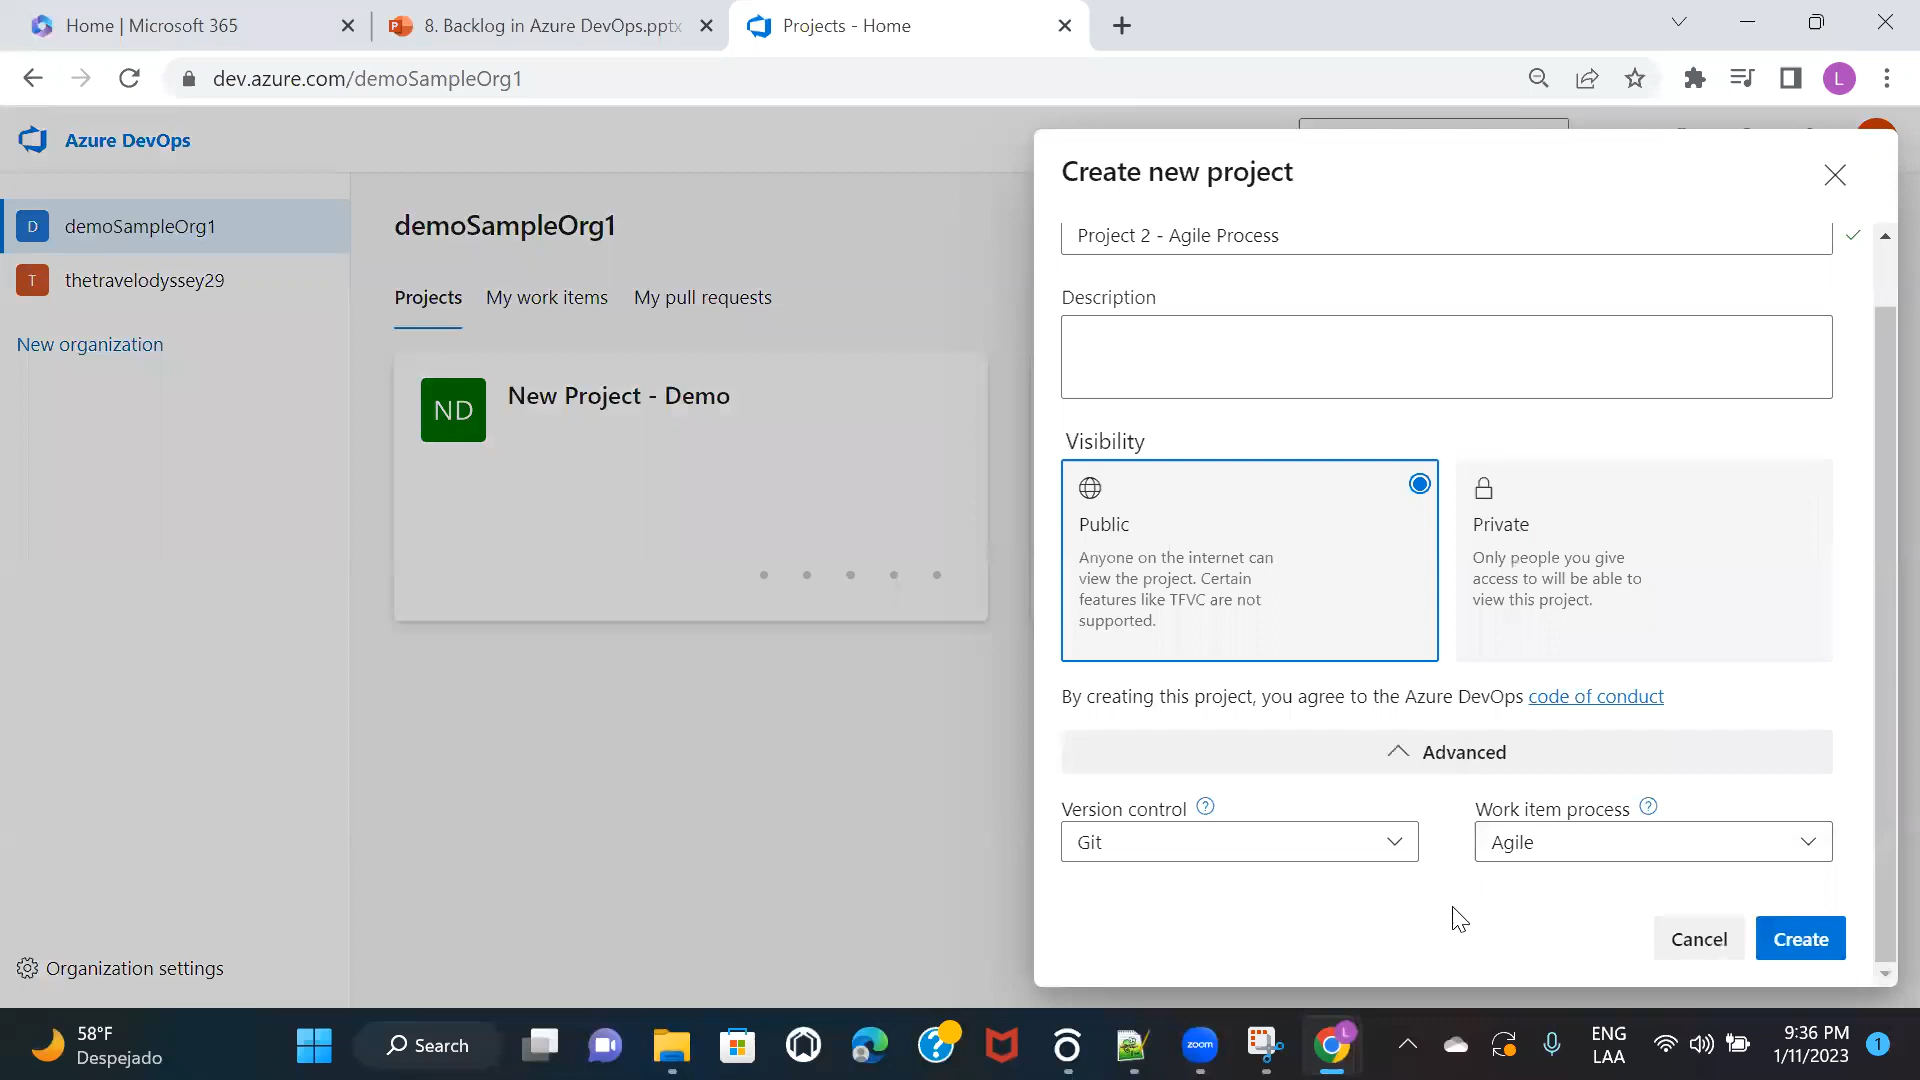 Home | Microsoft 365
8. Backlog in Azure DevOps.pptx
Projects - Home
dev.azure.com/demoSampleOrg1
L
Azure DevOps
D demoSampleOrg1
T thetravelodyssey29
New organization
Organization settings
demoSampleOrg1
Projects My work items My pull requests
ND New Project - Demo
Create new project
Project 2 - Agile Process
Description
Visibility
Public
Anyone on the internet can
view the project. Certain
features like TFVC are not
supported.
Private
Only people you give
access to will be able to
view this project.
By creating this project, you agree to the Azure DevOps code of conduct
Advanced
Version control ?
Git
Work item process ?
Agile
Cancel Create
58°F
Despejado
Search
zoom
L
ENG
LAA
9:36 PM
1/11/2023
1